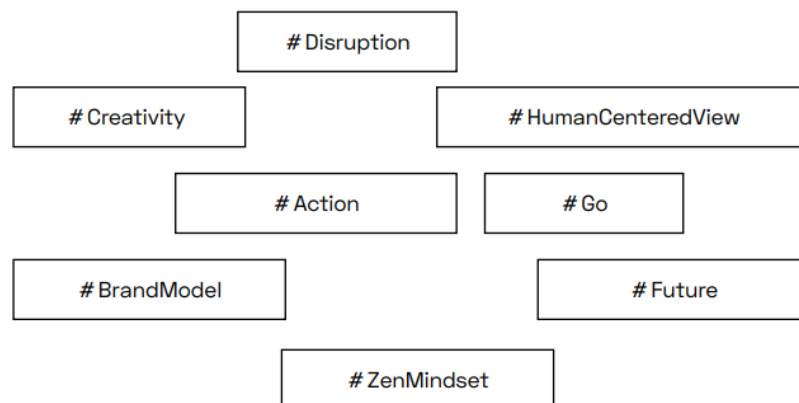 # Disruption
# Creativity
# HumanCenteredView
# Action
# Go
# BrandModel
# Future
# ZenMindset